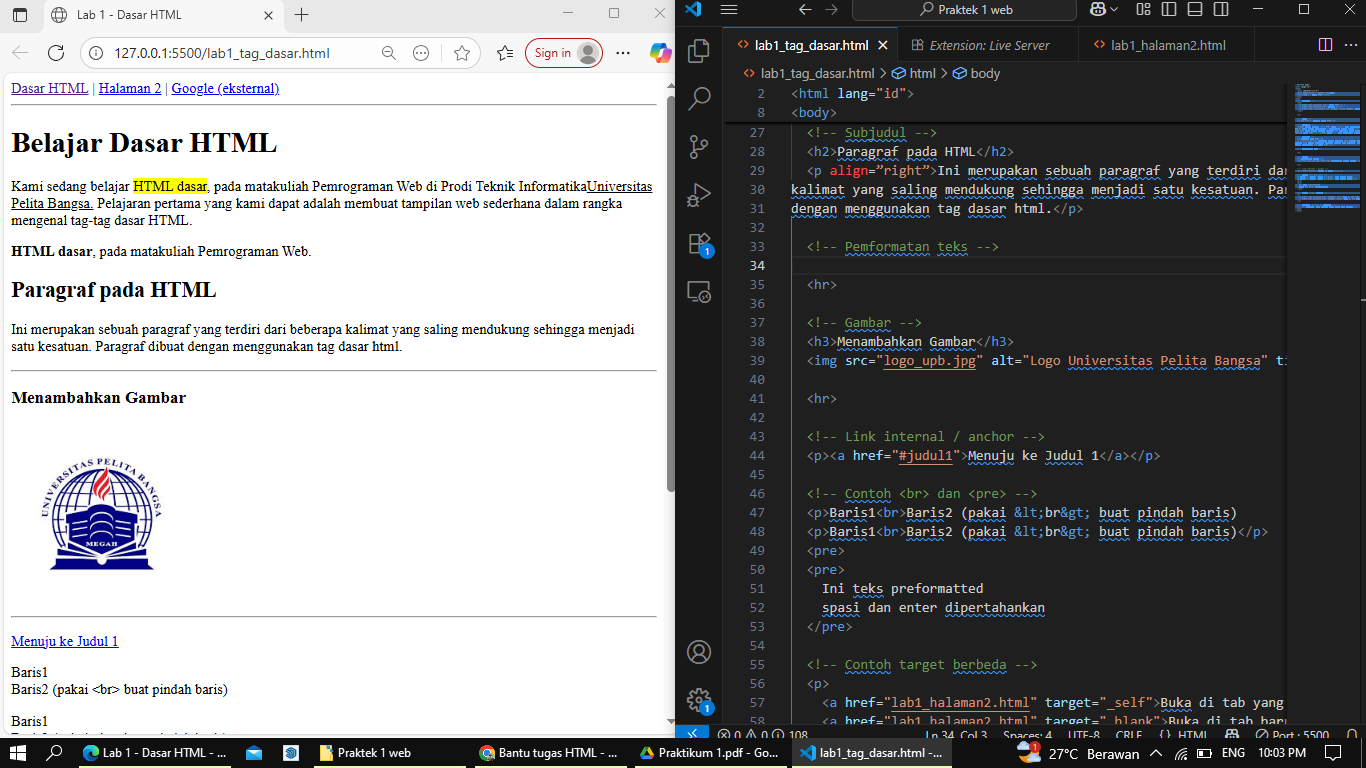 Lab 1 - Dasar HTML
127.0.0.1:5500/lab1_tag_dasar.html
Sign in
Dasar HTML | Halaman 2 | Google (eksternal)
Belajar Dasar HTML
Kami sedang belajar HTML dasar, pada matakuliah Pemrograman Web di Prodi Teknik InformatikaUniversitas
Pelita Bangsa. Pelajaran pertama yang kami dapat adalah membuat tampilan web sederhana dalam rangka
mengenal tag-tag dasar HTML.
HTML dasar, pada matakuliah Pemrograman Web.
Paragraf pada HTML
Ini merupakan sebuah paragraf yang terdiri dari beberapa kalimat yang saling mendukung sehingga menjadi
satu kesatuan. Paragraf dibuat dengan menggunakan tag dasar html.
Menambahkan Gambar
UNIVERSITAS PELITA BANGSA
MEGAH
Menuju ke Judul 1
Baris1
Baris2 (pakai <br> buat pindah baris)
Baris1
Praktek 1 web
lab1_tag_dasar.html
Extension: Live Server
lab1_halaman2.html
lab1_tag_dasar.html > html > body
2 <html lang="id">
8 <body>
27 <!-- Subjudul -->
28 <h2>Paragraf pada HTML</h2>
29 <p align=”right”>Ini merupakan sebuah paragraf yang terdiri dar
30 kalimat yang saling mendukung sehingga menjadi satu kesatuan. Par
31 dengan menggunakan tag dasar html.</p>
32
33 <!-- Pemformatan teks -->
34
35 <hr>
36
37 <!-- Gambar -->
38 <h3>Menambahkan Gambar</h3>
39 <img src="logo_upb.jpg" alt="Logo Universitas Pelita Bangsa" ti
40
41 <hr>
42
43 <!-- Link internal / anchor -->
44 <p><a href="#judul1">Menuju ke Judul 1</a></p>
45
46 <!-- Contoh <br> dan <pre> -->
47 <p>Baris1<br>Baris2 (pakai &lt;br&gt; buat pindah baris)
48 <p>Baris1<br>Baris2 (pakai &lt;br&gt; buat pindah baris)</p>
49 <pre>
50 <pre>
51 Ini teks preformatted
52 spasi dan enter dipertahankan
53 </pre>
54
55 <!-- Contoh target berbeda -->
56 <p>
57 <a href="lab1_halaman2.html" target="_self">Buka di tab yang
58 <a href="lab1_halaman2.html" target="_blank">Buka di tab baru
1
1
0 0 108 Ln 34, Col 3 Spaces: 4 UTF-8 CRLF {} HTML Port : 5500
Lab 1 - Dasar HTML - ...
Praktek 1 web
Bantu tugas HTML - ...
Praktikum 1.pdf - Go...
lab1_tag_dasar.html -...
1
27°C Berawan
ENG
10:03 PM